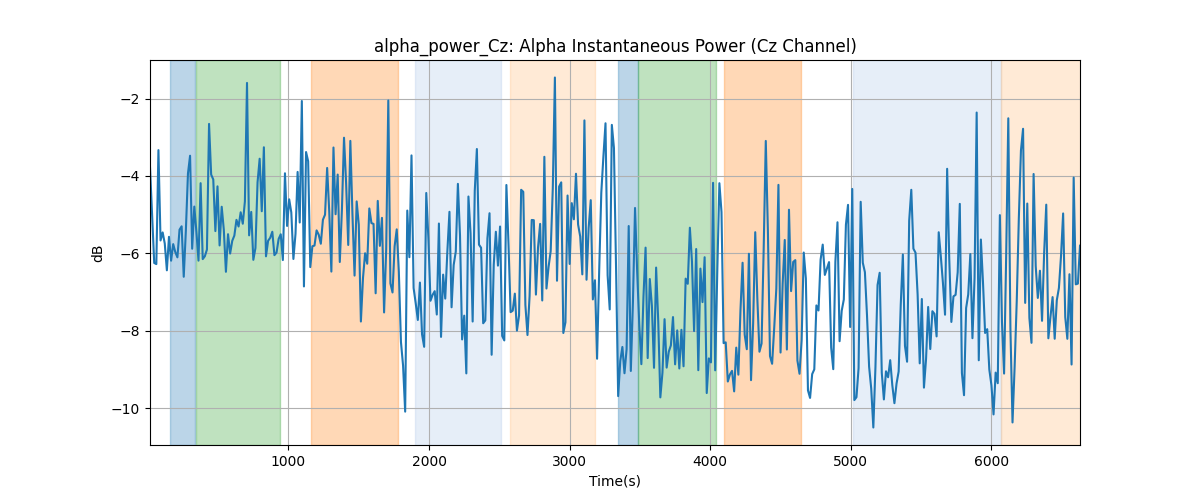 alpha_power_Cz: Alpha Instantaneous Power (Cz Channel)
−2
−4
−6
−8
−10
dB
1000 2000 3000 4000 5000 6000
Time(s)